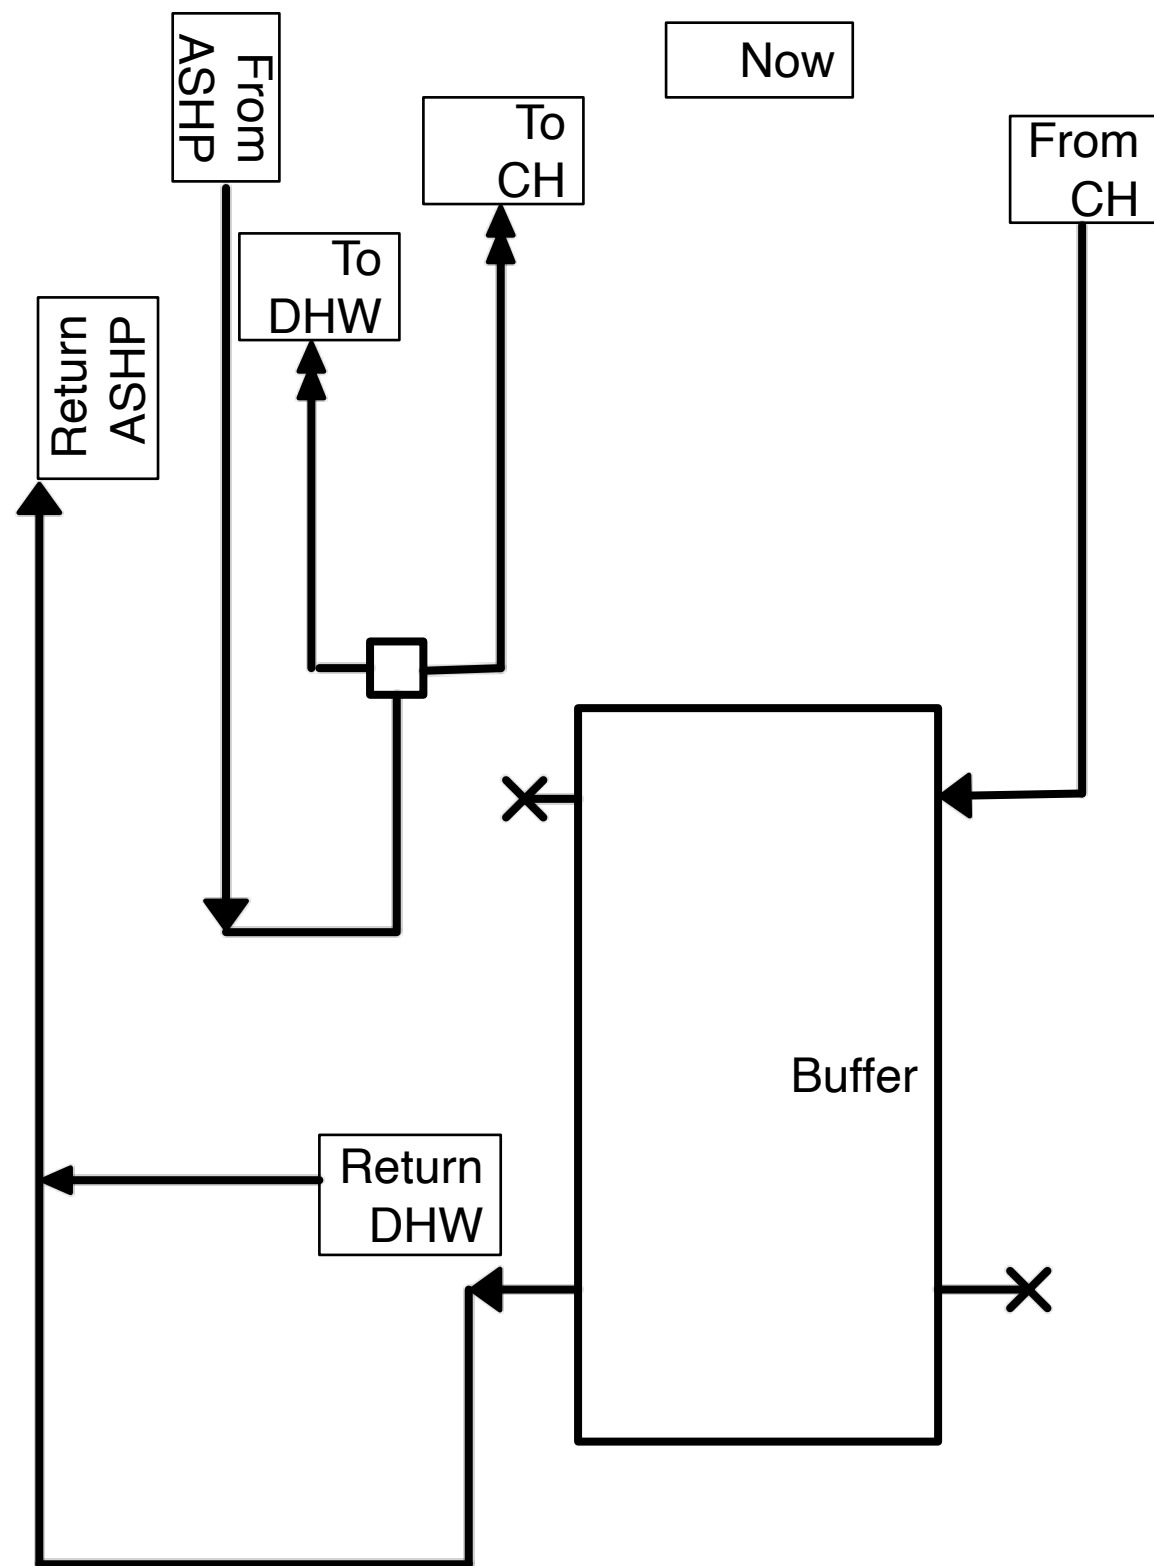 From
ASHP
Now
To
CH
From
CH
To
DHW
Return
ASHP
Buffer
Return
DHW